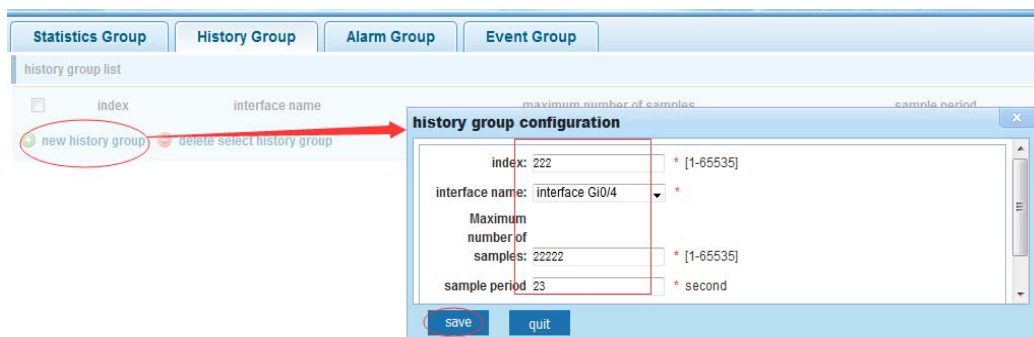 Statistics Group History Group Alarm Group Event Group
history group list
index interface name maximum number of samples sample period
new history group delete select history group
history group configuration x
index: 222 * [1-65535]
interface name: interface Gi0/4 *
Maximum
number of
samples: 22222 * [1-65535]
sample period 23 * second
save quit